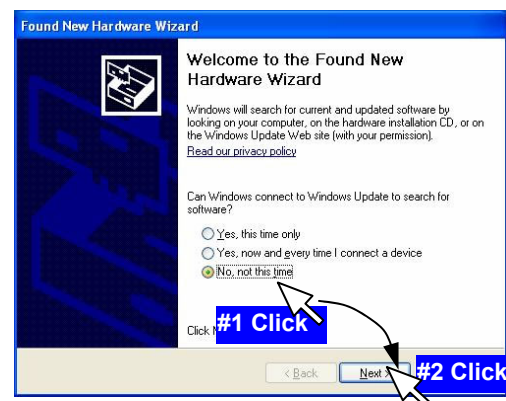 Found New Hardware Wizard
Welcome to the Found New
Hardware Wizard
Windows will search for current and updated software by
looking on your computer, on the hardware installation CD, or on
the Windows Update Web site (with your permission).
Read our privacy policy
Can Windows connect to Windows Update to search for
software?
Yes, this time only
Yes, now and every time I connect a device
No, not this time
Click
#1 Click
< Back
Next >
#2 Click